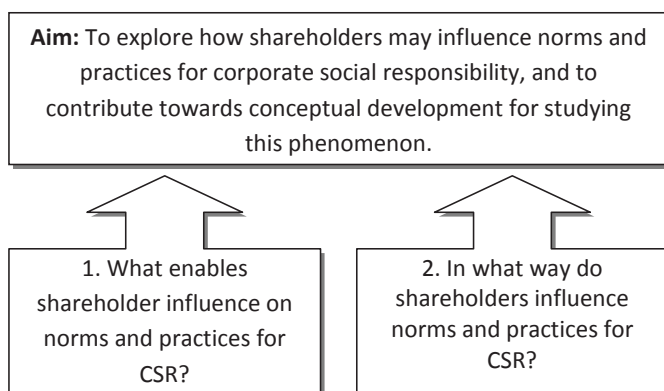 Aim: To explore how shareholders may influence norms and
practices for corporate social responsibility, and to
contribute towards conceptual development for studying
this phenomenon.
1. What enables
shareholder influence on
norms and practices for
CSR?
2. In what way do
shareholders influence
norms and practices for
CSR?